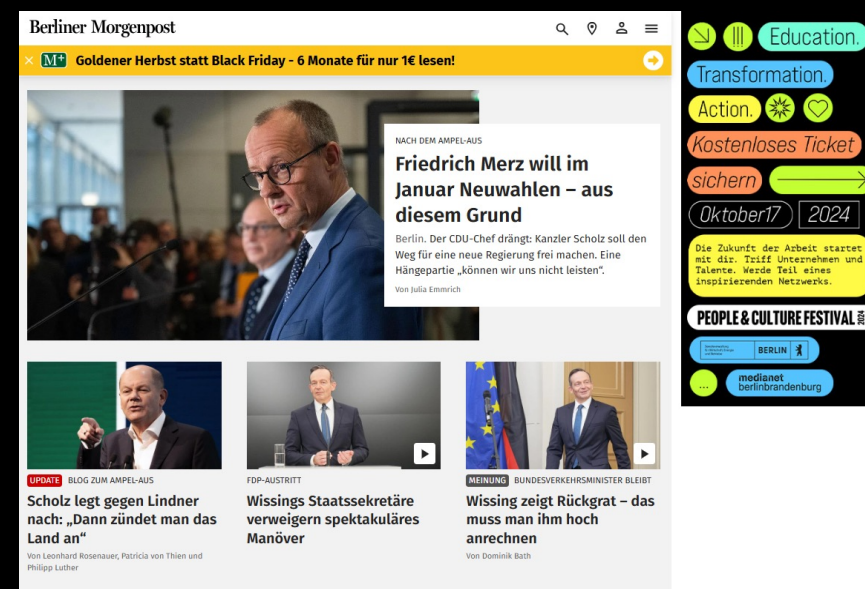 Berliner Morgenpost
× M+ Goldener Herbst statt Black Friday - 6 Monate für nur 1€ lesen!
NACH DEM AMPEL-AUS
Friedrich Merz will im
Januar Neuwahlen – aus
diesem Grund
Berlin. Der CDU-Chef drängt: Kanzler Scholz soll den
Weg für eine neue Regierung frei machen. Eine
Hängepartie „können wir uns nicht leisten“.
Von Julia Emmrich
UPDATE BLOG ZUM AMPEL-AUS
Scholz legt gegen Lindner
nach: „Dann zündet man das
Land an“
Von Leonhard Rosenauer, Patricia von Thien und
Philipp Luther
FDP-AUSTRITT
Wissings Staatssekretäre
verweigern spektakuläres
Manöver
MEINUNG BUNDESVERKEHRSMINISTER BLEIBT
Wissing zeigt Rückgrat – das
muss man ihm hoch
anrechnen
Von Dominik Bath
Education.
Transformation.
Action.
Kostenloses Ticket
sichern
Oktober17 2024
Die Zukunft der Arbeit startet
mit dir. Triff Unternehmen und
Talente. Werde Teil eines
inspirierenden Netzwerks.
PEOPLE & CULTURE FESTIVAL 2024
BERLIN
... medianet
berlinbrandenburg